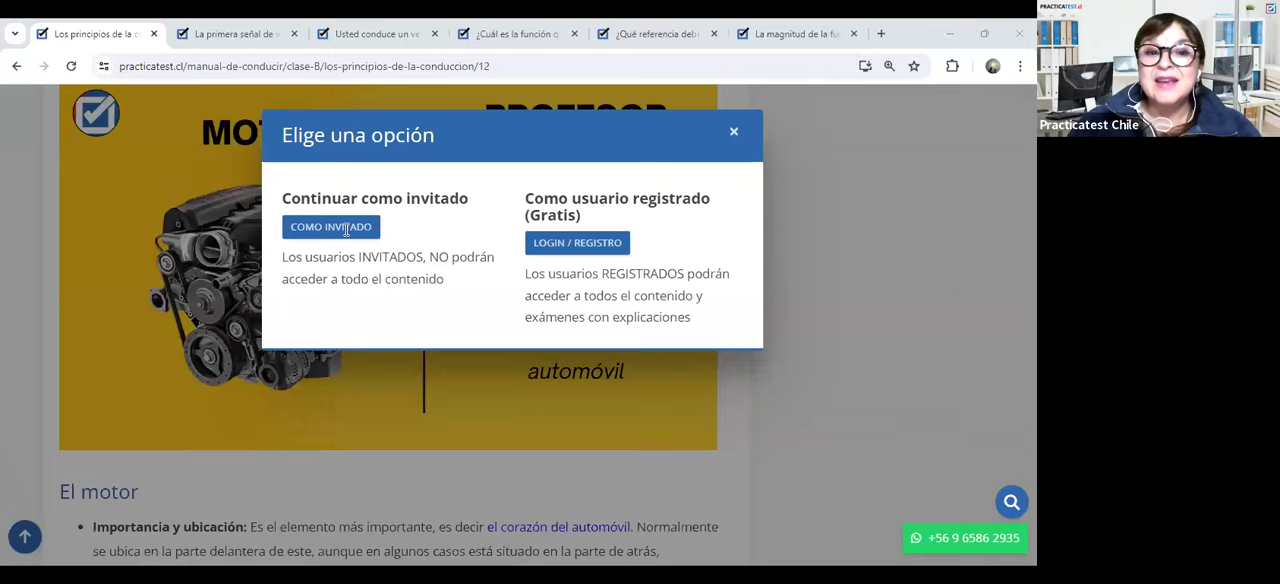 Los principios de la c
La primera señal de
Usted conduce un ve
¿Cuál es la función q
¿Qué referencia deb
La magnitud de la fu
practicatest.cl/manual-de-conducir/clase-B/los-principios-de-la-conduccion/12
PRACTICATEST.cl
Practicatest Chile
Elige una opción
Continuar como invitado
COMO INVITADO
Los usuarios INVITADOS, NO podrán
acceder a todo el contenido
Como usuario registrado
(Gratis)
LOGIN / REGISTRO
Los usuarios REGISTRADOS podrán
acceder a todos el contenido y
exámenes con explicaciones
MOT
PROFESOR
automóvil
El motor
• Importancia y ubicación: Es el elemento más importante, es decir el corazón del automóvil. Normalmente
se ubica en la parte delantera de este, aunque en algunos casos está situado en la parte de atrás,
+56 9 6586 2935